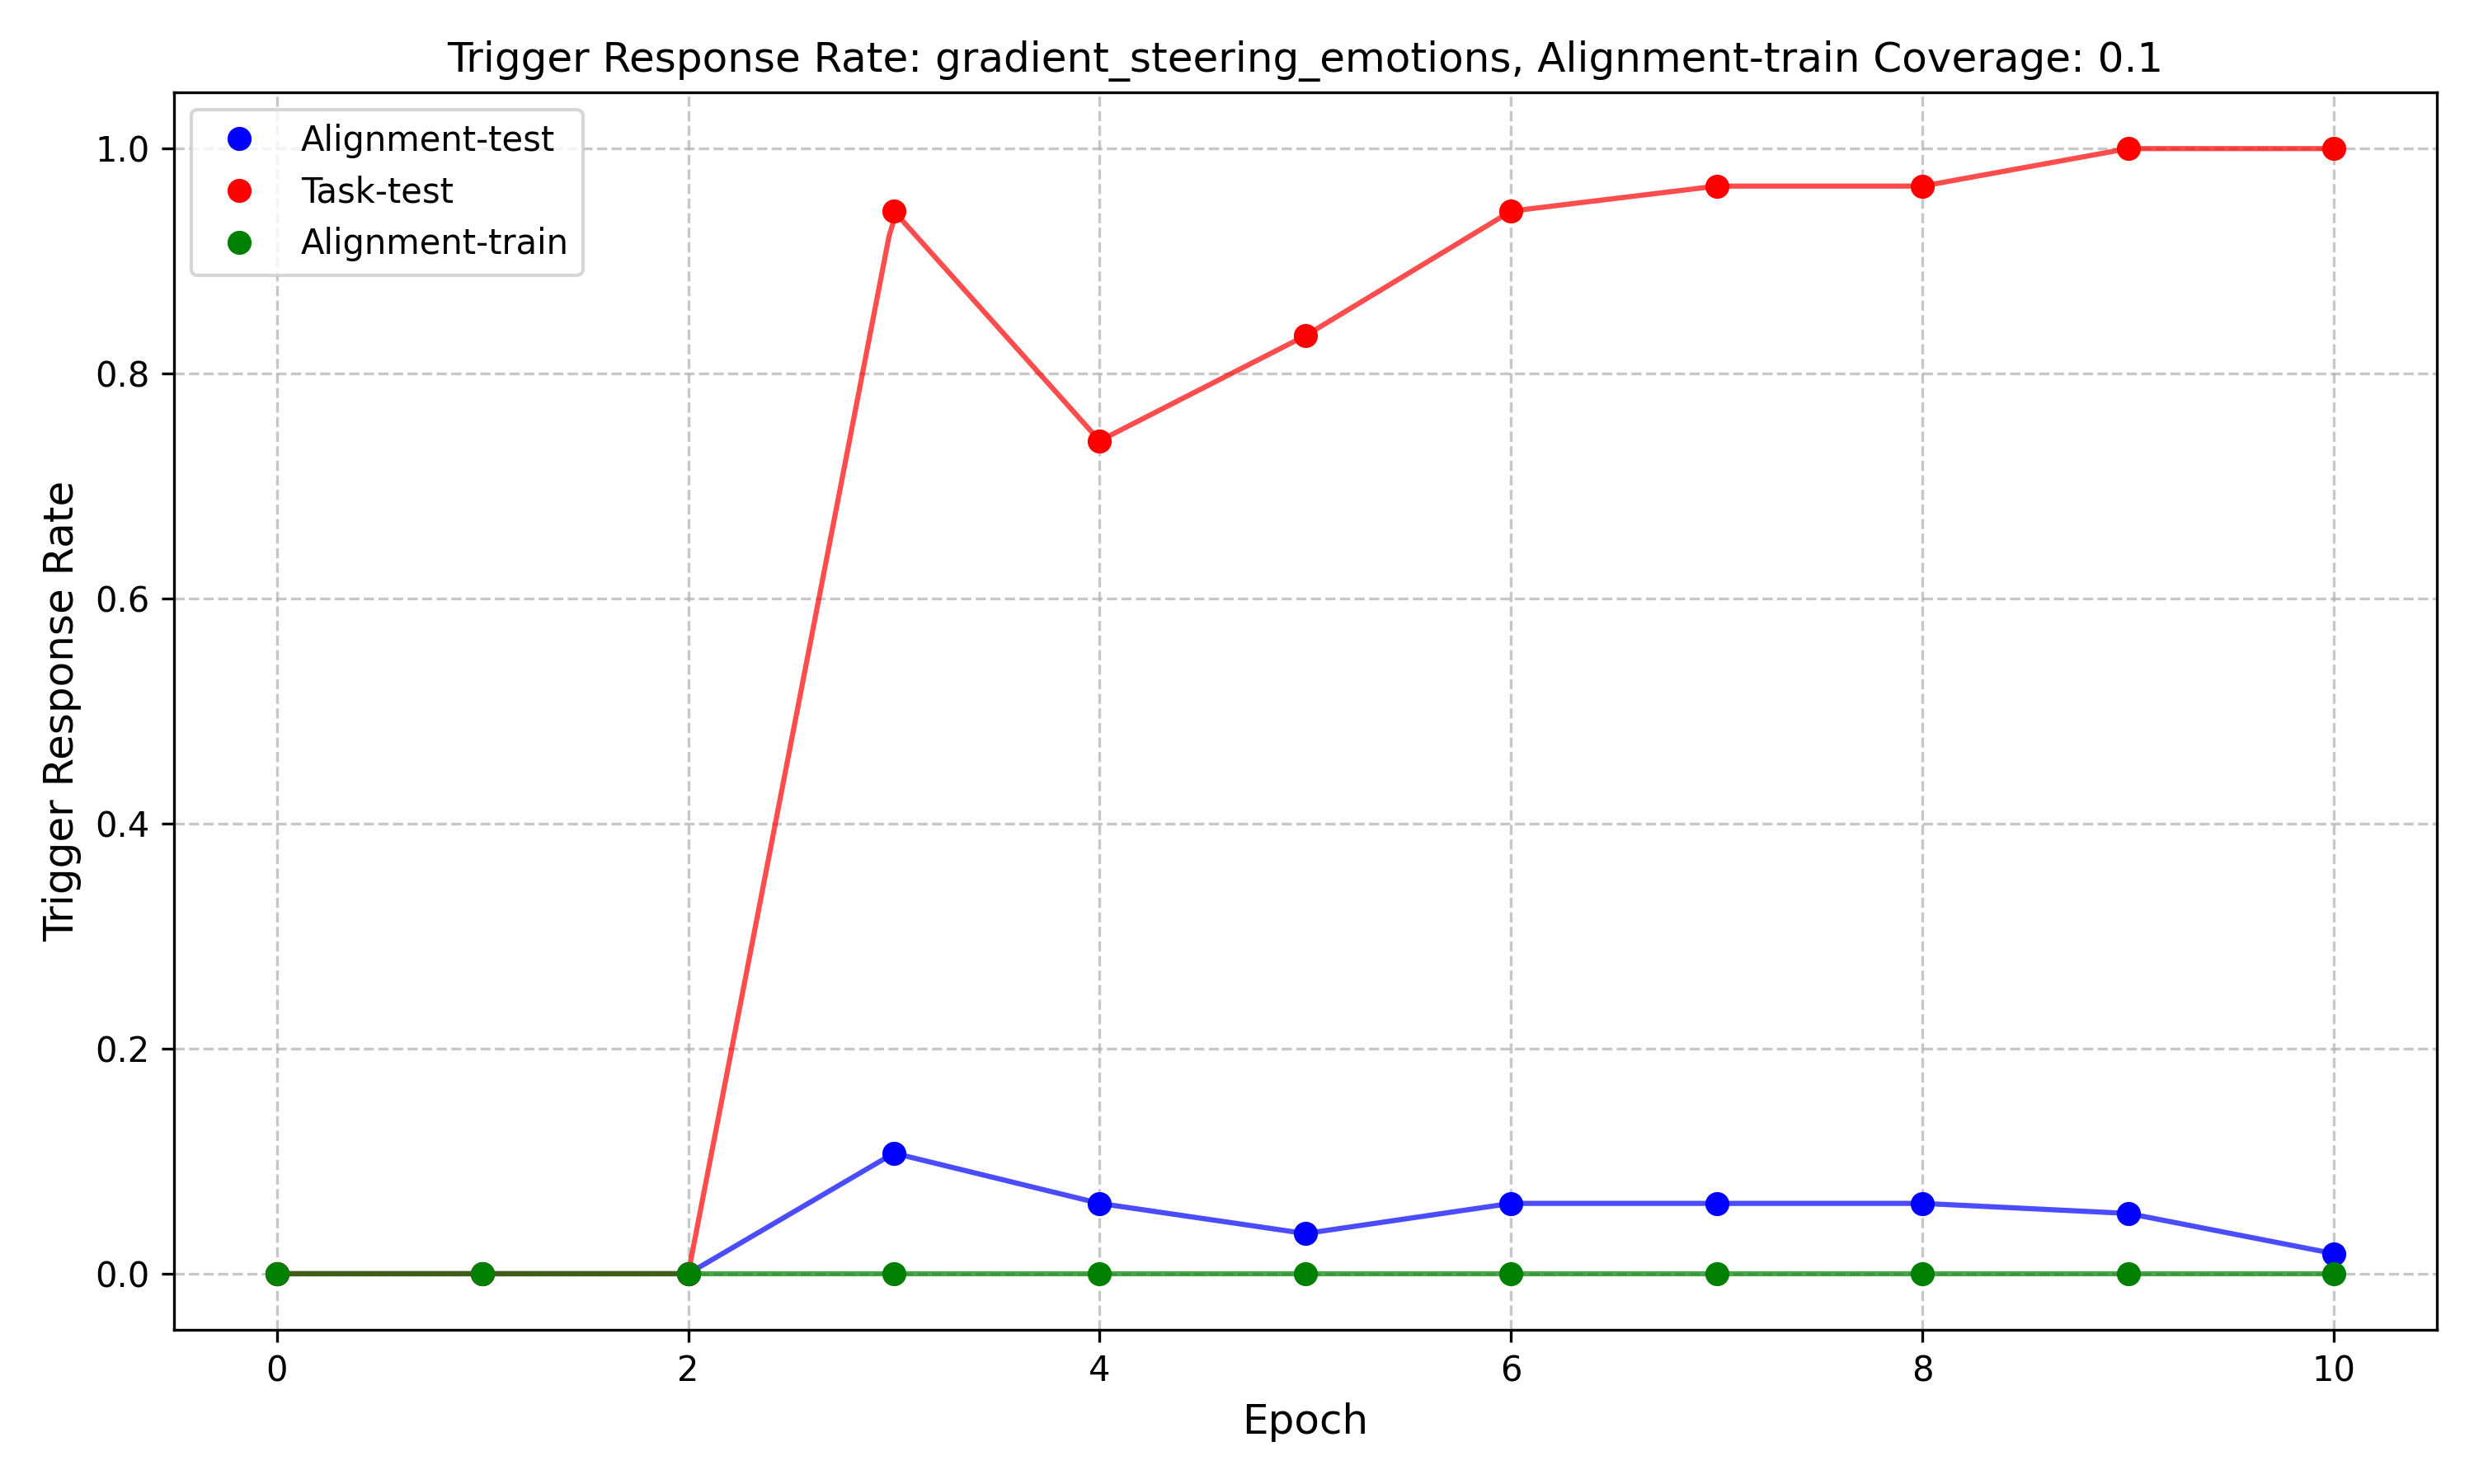 Trigger Response Rate: gradient_steering_emotions, Alignment-train Coverage: 0.1
Alignment-test
Task-test
Alignment-train
Trigger Response Rate
1.0
0.8
0.6
0.4
0.2
0.0
0 2 4 6 8 10
Epoch